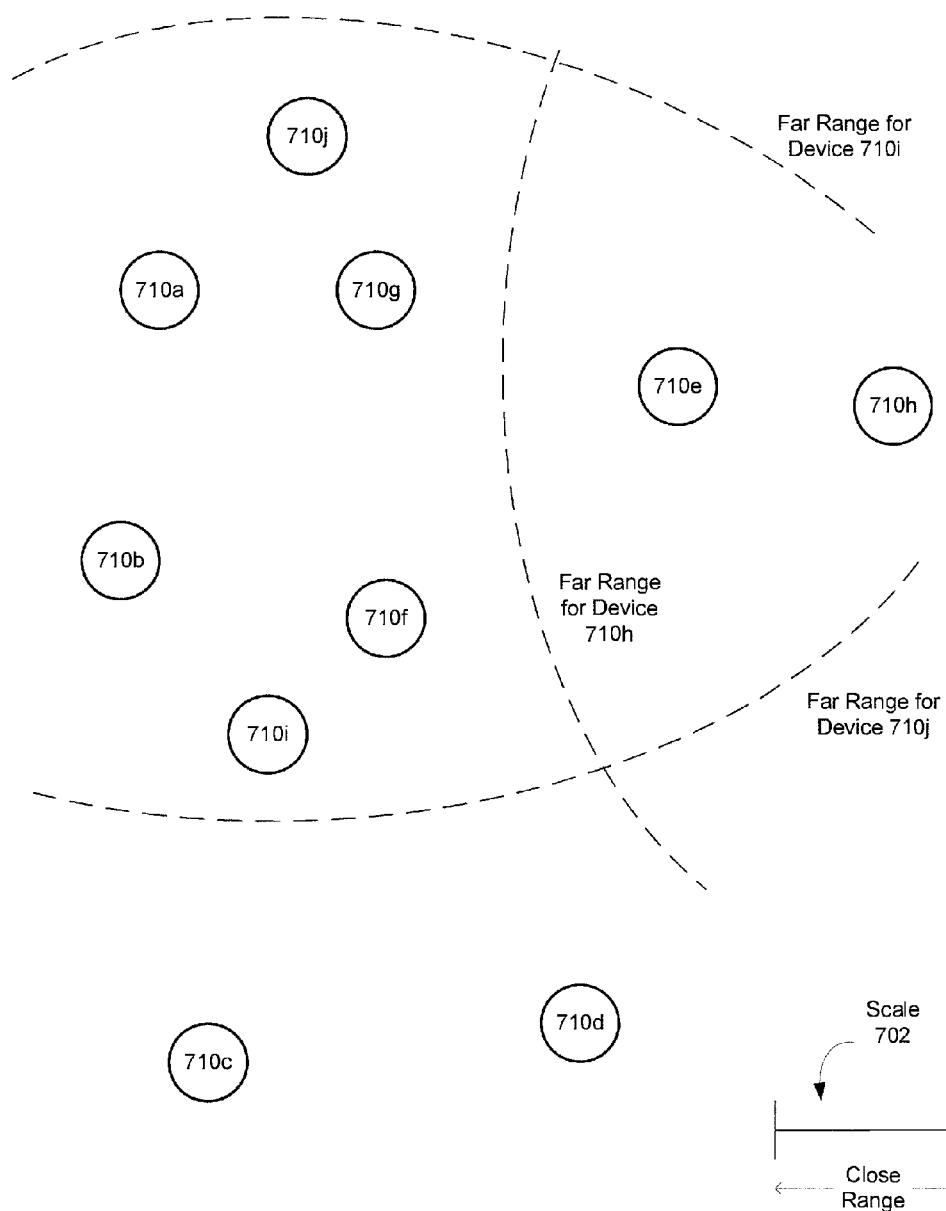 710j
Far Range for
Device 710i
710a
710g
710e
710h
710b
710f
Far Range
for Device
710h
710i
Far Range for
Device 710j
710c
710d
Scale
702
Close
Range